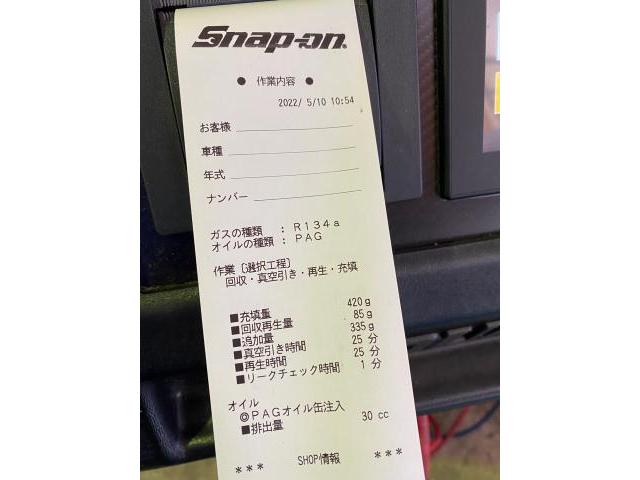 Snap-on
● 作業内容 ●
2022/ 5/10 10:54
お客様
車種
年式
ナンバー
ガスの種類 : R134a
オイルの種類 : PAG
作業〔選択工程〕
回収・真空引き・再生・充填
■充填量 420g
■回収再生量 85g
■追加量 335g
■真空引き時間 25 分
■再生時間 25 分
■リークチェック時間 1 分
オイル
◎PAGオイル缶注入
■排出量 30 cc
*** SHOP情報 ***